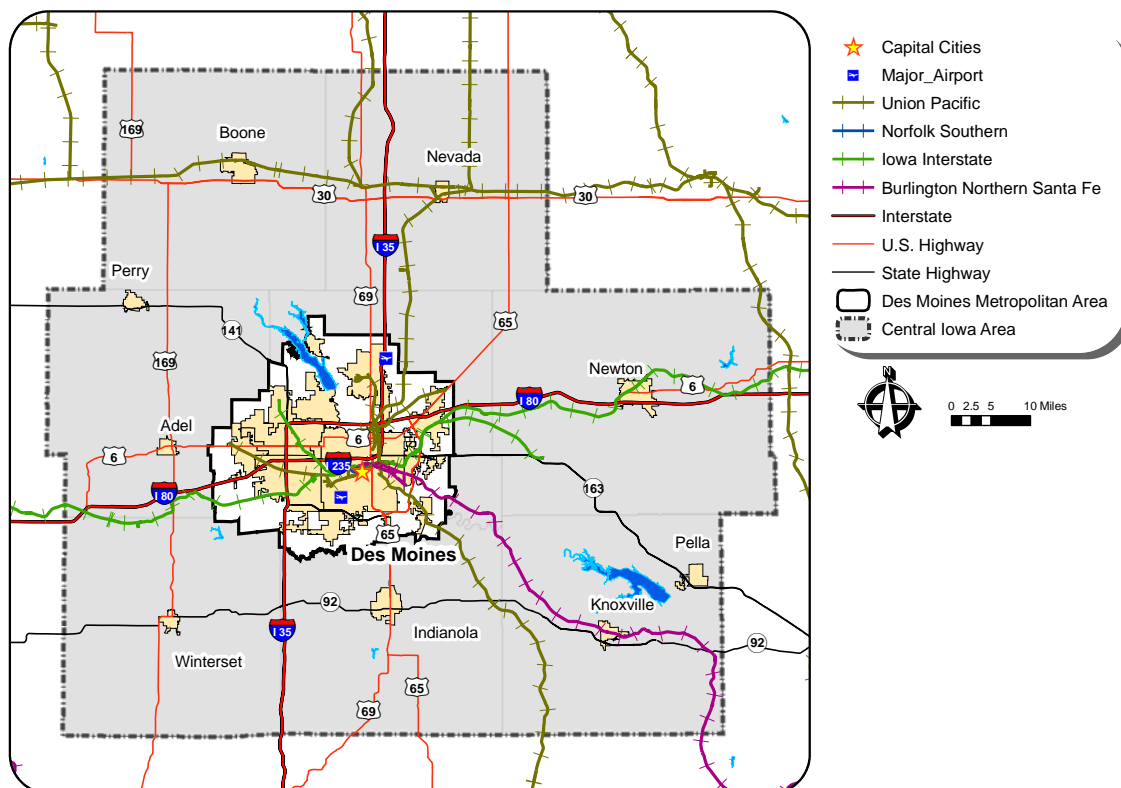 169
Boone
Nevada
30
30
I 35
Perry
69
65
141
169
Newton
6
I 80
Adel
6
6
235
I 80
163
65
Des Moines
Pella
92
Knoxville
I 35
Indianola
92
Winterset
65
69
Capital Cities
Major_Airport
Union Pacific
Norfolk Southern
Iowa Interstate
Burlington Northern Santa Fe
Interstate
U.S. Highway
State Highway
Des Moines Metropolitan Area
Central Iowa Area
N
0 2.5 5 10 Miles